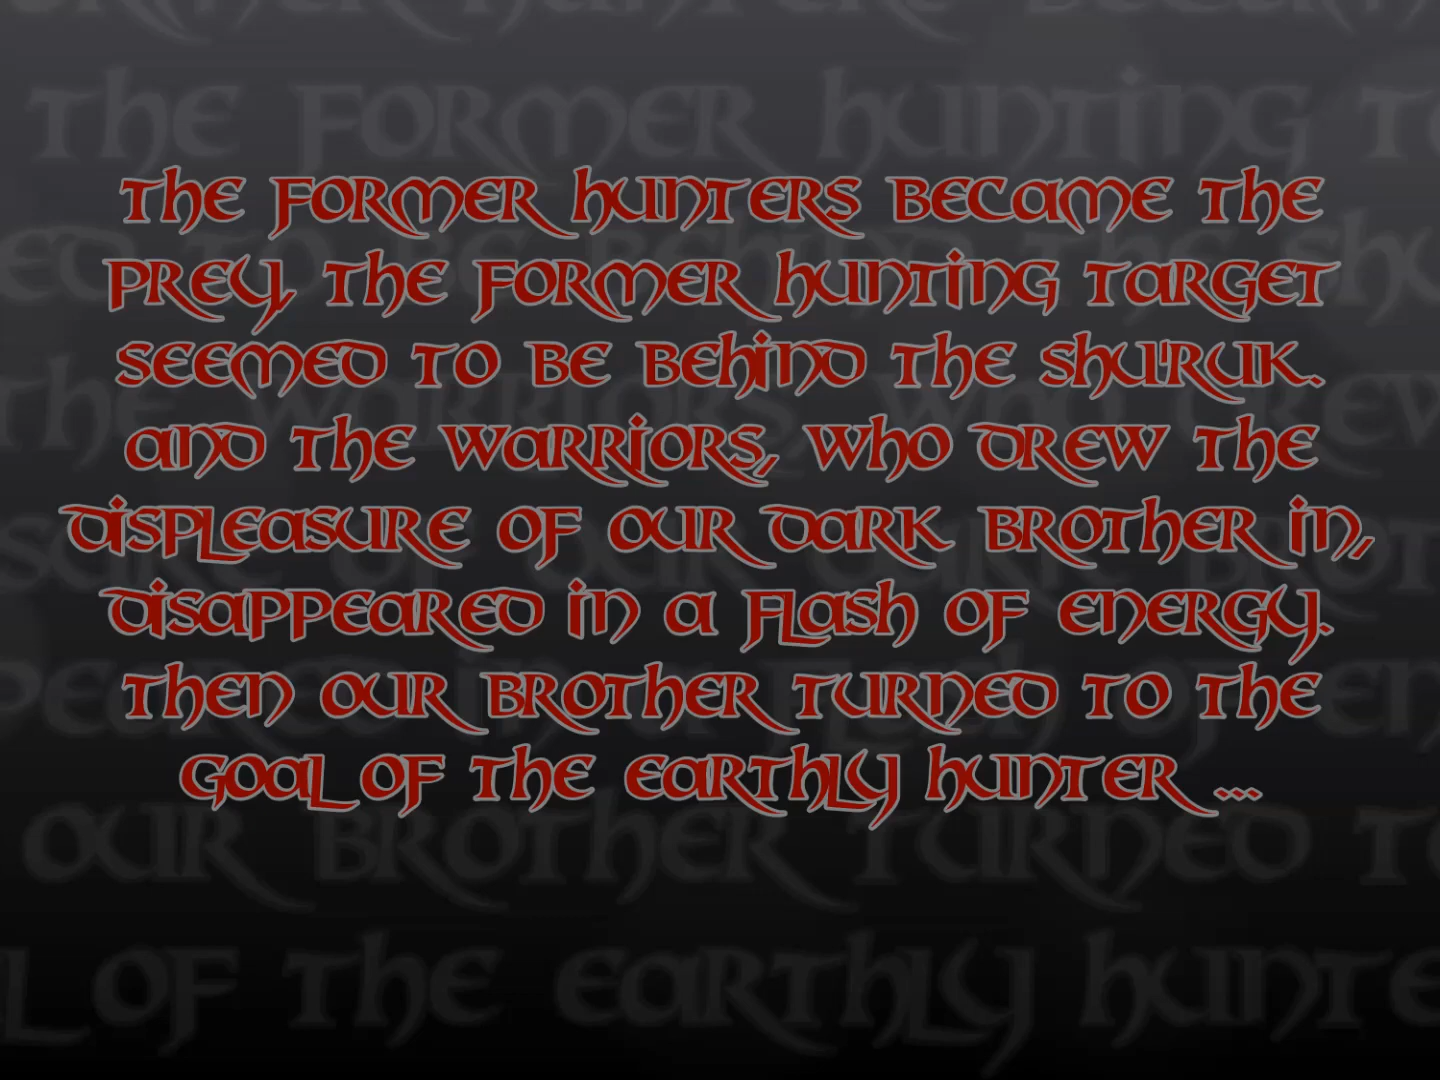 The former hunters became the
prey, the former hunting target
seemed to be behind the Shu'ruk.
And the warriors, who drew the
displeasure of our dark brother in,
disappeared in a flash of energy.
Then our brother turned to the
goal of the earthly hunter ...